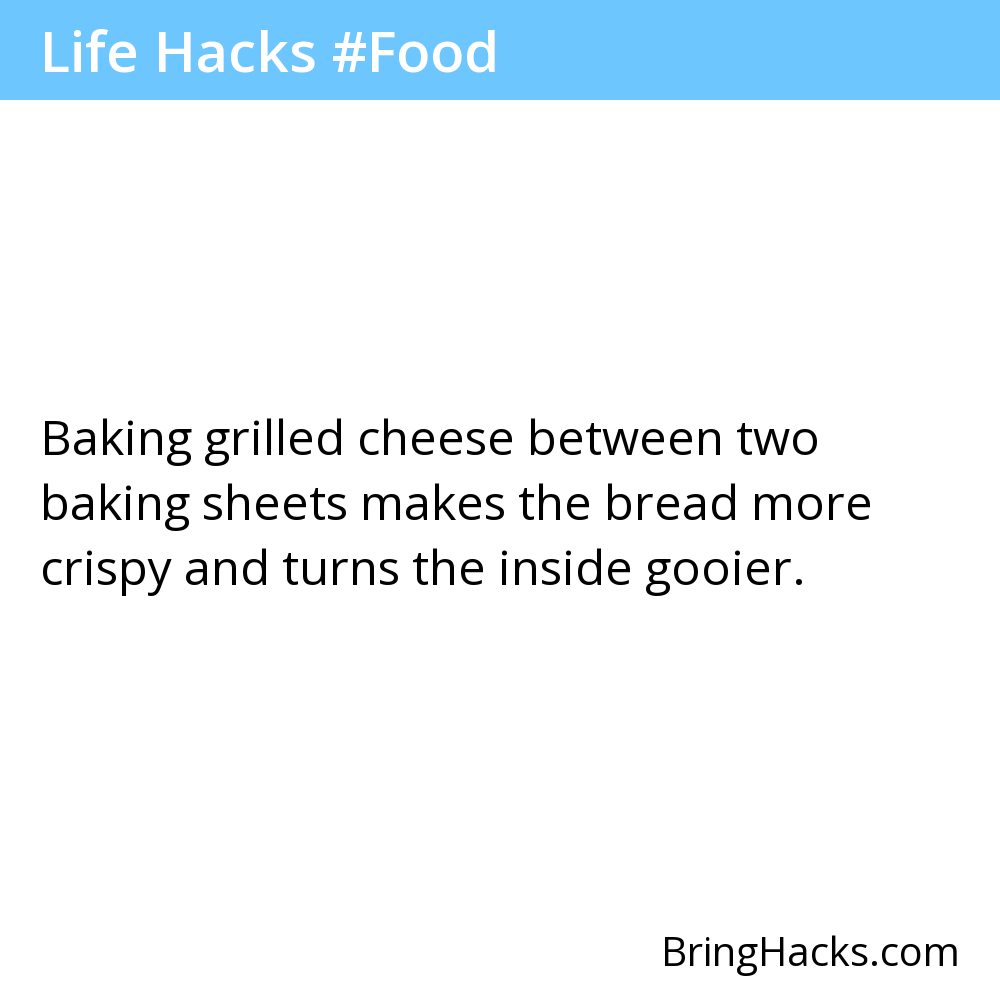 Life Hacks #Food
Baking grilled cheese between two
baking sheets makes the bread more
crispy and turns the inside gooier.
BringHacks.com